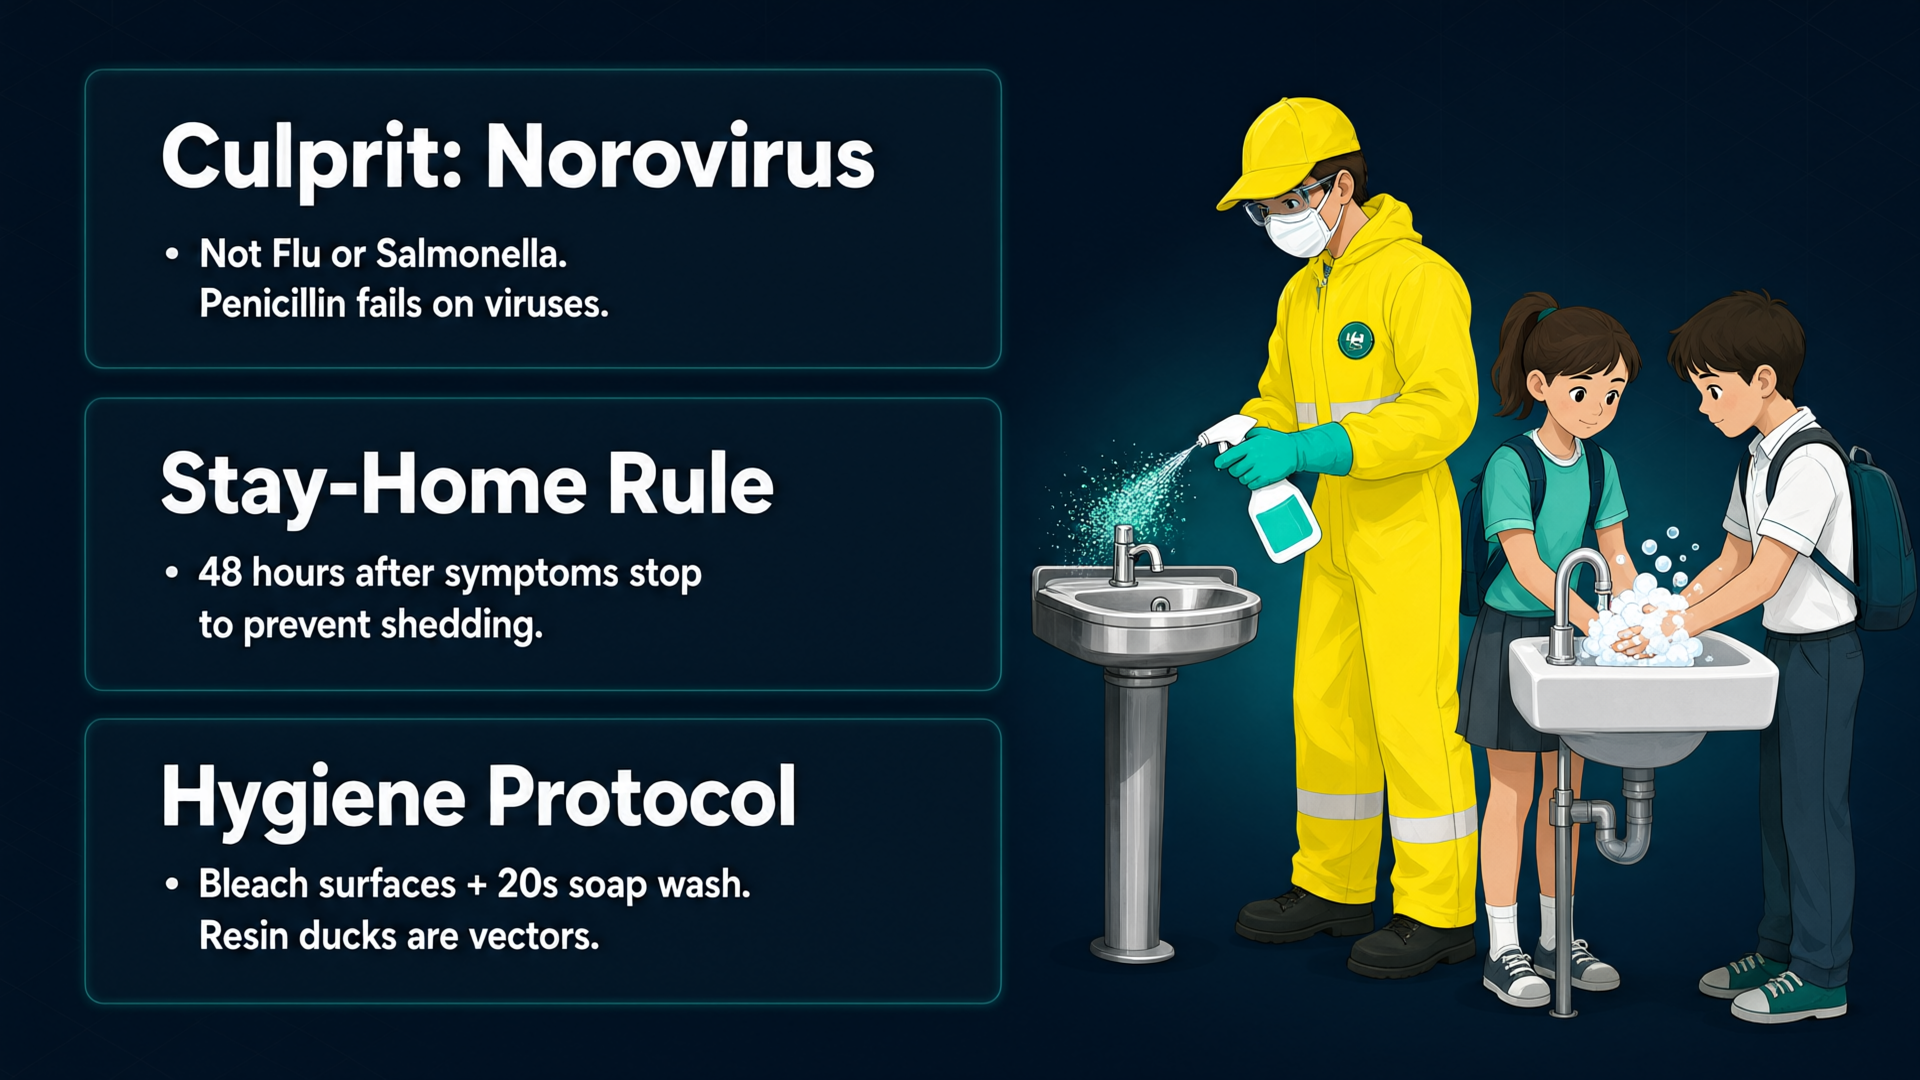 Culprit: Norovirus
• Not Flu or Salmonella.
Penicillin fails on viruses.
Stay-Home Rule
• 48 hours after symptoms stop
to prevent shedding.
Hygiene Protocol
• Bleach surfaces + 20s soap wash.
Resin ducks are vectors.